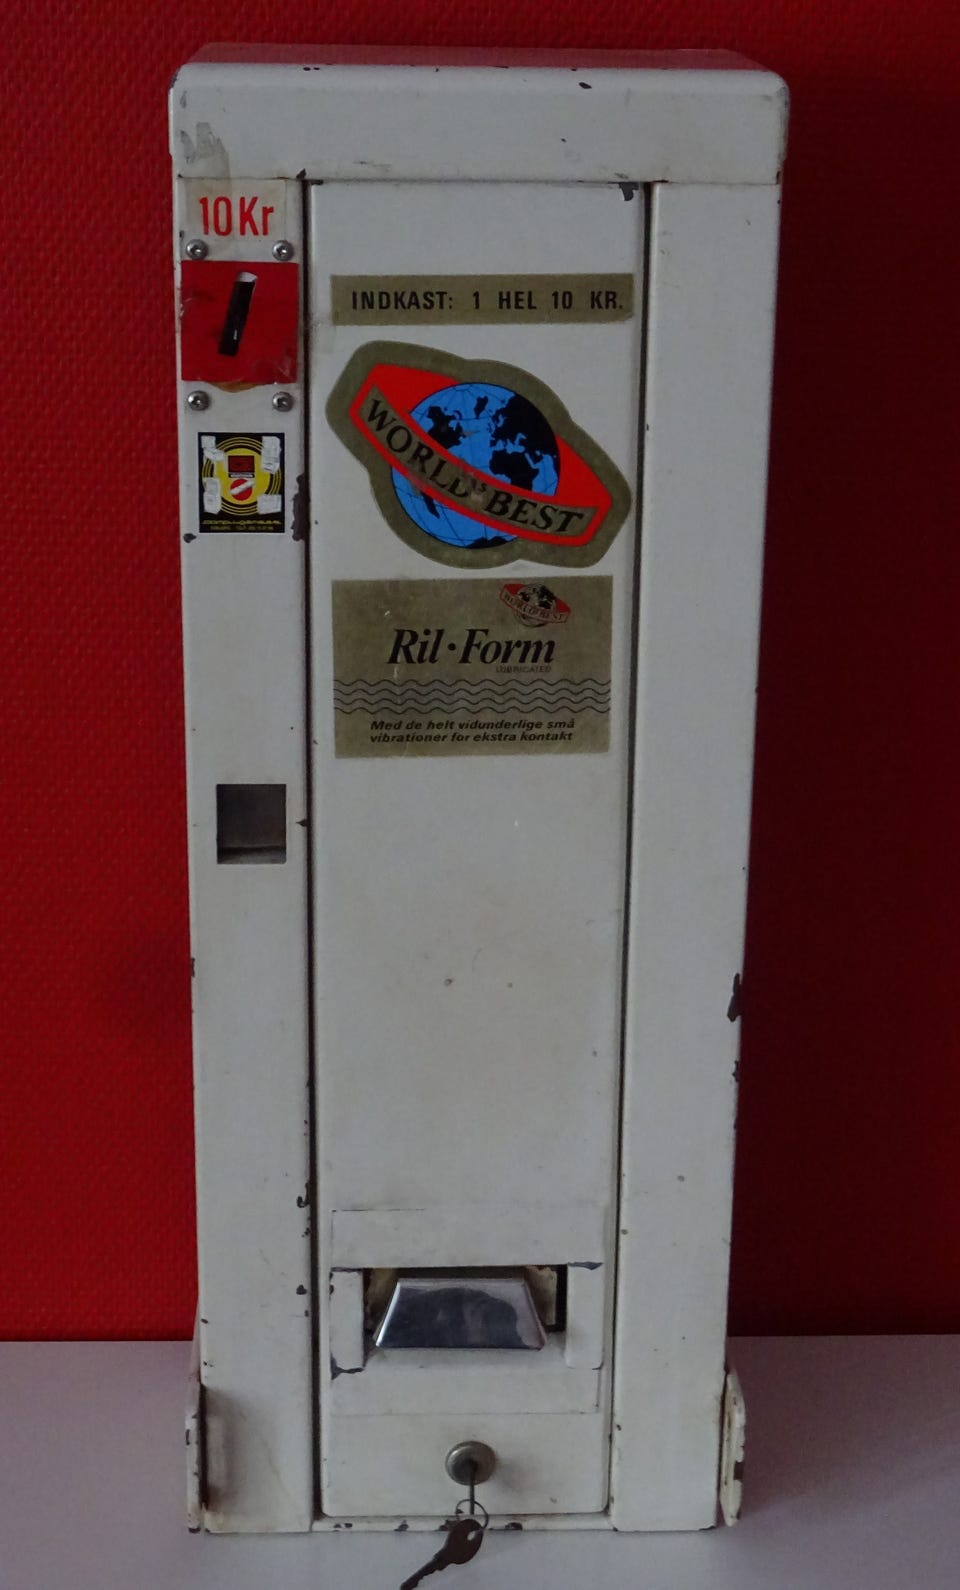 10Kr
INDKAST: 1 HEL 10 KR.
WORLD'S BEST
WORLD'S BEST
Ril·Form
LUBRICATED
Med de helt vidunderlige små
vibrationer for ekstra kontakt